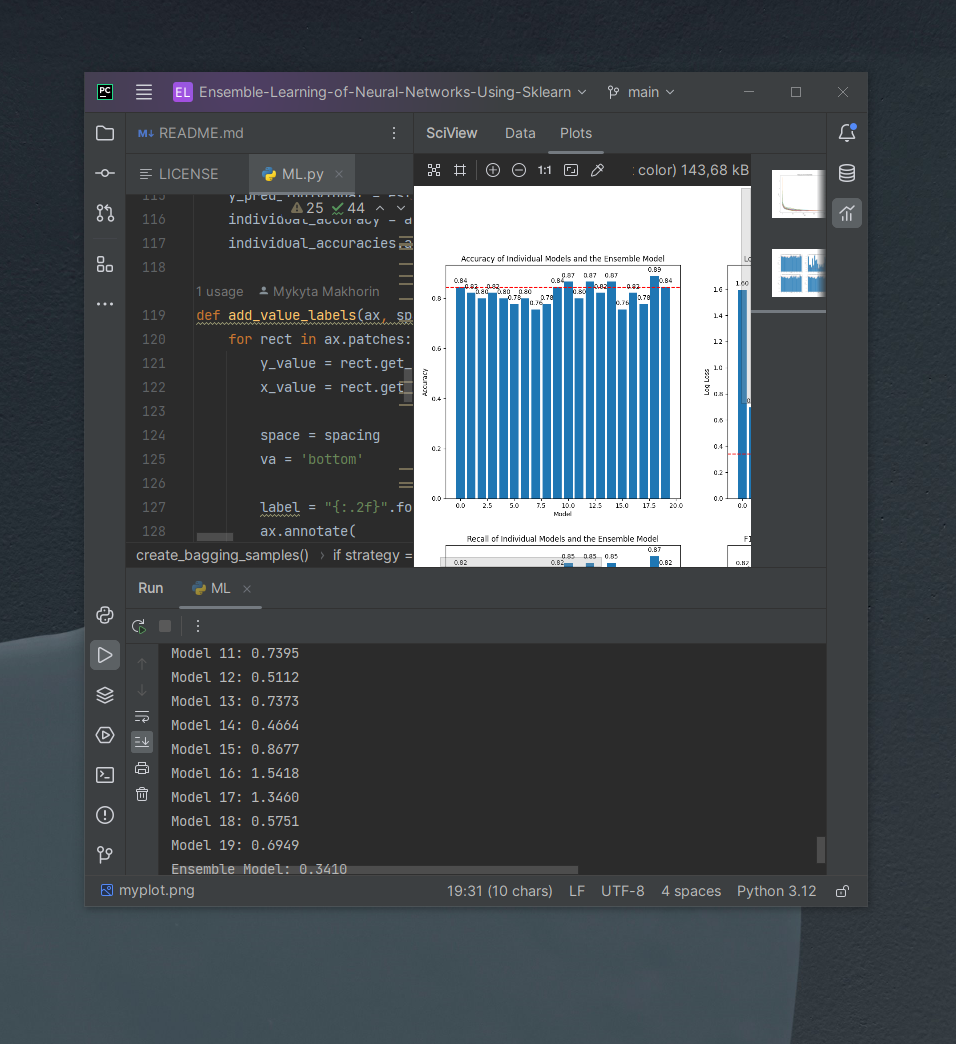 PC
EL Ensemble-Learning-of-Neural-Networks-Using-Sklearn main
M↓ README.md
SciView Data Plots
LICENSE ML.py
1:1 : color) 143,68 kB
25 44
116 individual_accuracy = a
117 individual_accuracies.a
118
1 usage Mykyta Makhorin
119 def add_value_labels(ax, sp
120 for rect in ax.patches:
121 y_value = rect.get_
122 x_value = rect.get_
123
124 space = spacing
125 va = 'bottom'
126
127 label = "{:.2f}".fo
128 ax.annotate(
create_bagging_samples() › if strategy =
Accuracy of Individual Models and the Ensemble Model
0.84 0.82 0.80 0.82 0.80 0.78 0.80 0.76 0.78 0.84 0.87 0.80 0.87 0.82 0.87 0.76 0.82 0.78 0.89 0.84
Accuracy
0.8
0.6
0.4
0.2
0.0
0.0 2.5 5.0 7.5 10.0 12.5 15.0 17.5 20.0
Model
Lo
1.60
Log Loss
1.6
1.4
1.2
1.0
0.8
0.6
0.4
0.2
0.0
0.0
Recall of Individual Models and the Ensemble Model
0.82 0.85 0.82 0.85 0.85 0.87 0.82
F1
0.82
Run ML
Model 11: 0.7395
Model 12: 0.5112
Model 13: 0.7373
Model 14: 0.4664
Model 15: 0.8677
Model 16: 1.5418
Model 17: 1.3460
Model 18: 0.5751
Model 19: 0.6949
Ensemble Model: 0.3410
myplot.png 19:31 (10 chars) LF UTF-8 4 spaces Python 3.12